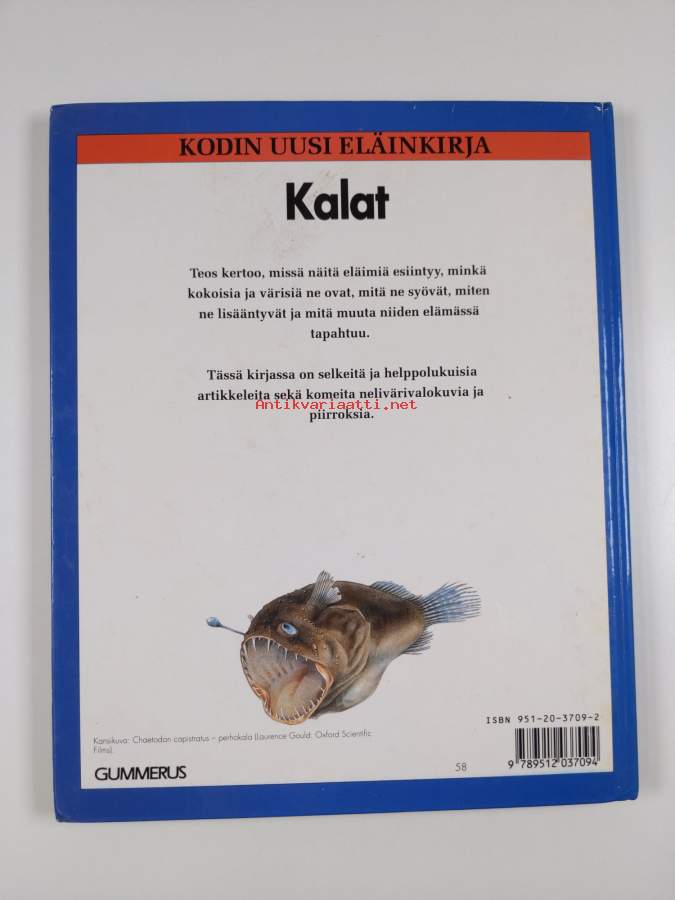 KODIN UUSI ELÄINKIRJA
Kalat
Teos kertoo, missä näitä eläimiä esiintyy, minkä
kokoisia ja värisiä ne ovat, mitä ne syövät, miten
ne lisääntyvät ja mitä muuta niiden elämässä
tapahtuu.
Tässä kirjassa on selkeitä ja helppolukuisia
artikkeleita sekä komeita nelivärivalokuvia ja
Antikvariaatti.net
piirroksia.
ISBN 951-20-3709-2
Kansikuva: Chaetodon capistratus – perhokala (Laurence Gould: Oxford Scientific
Films).
GUMMERUS
58
9 789512 037094